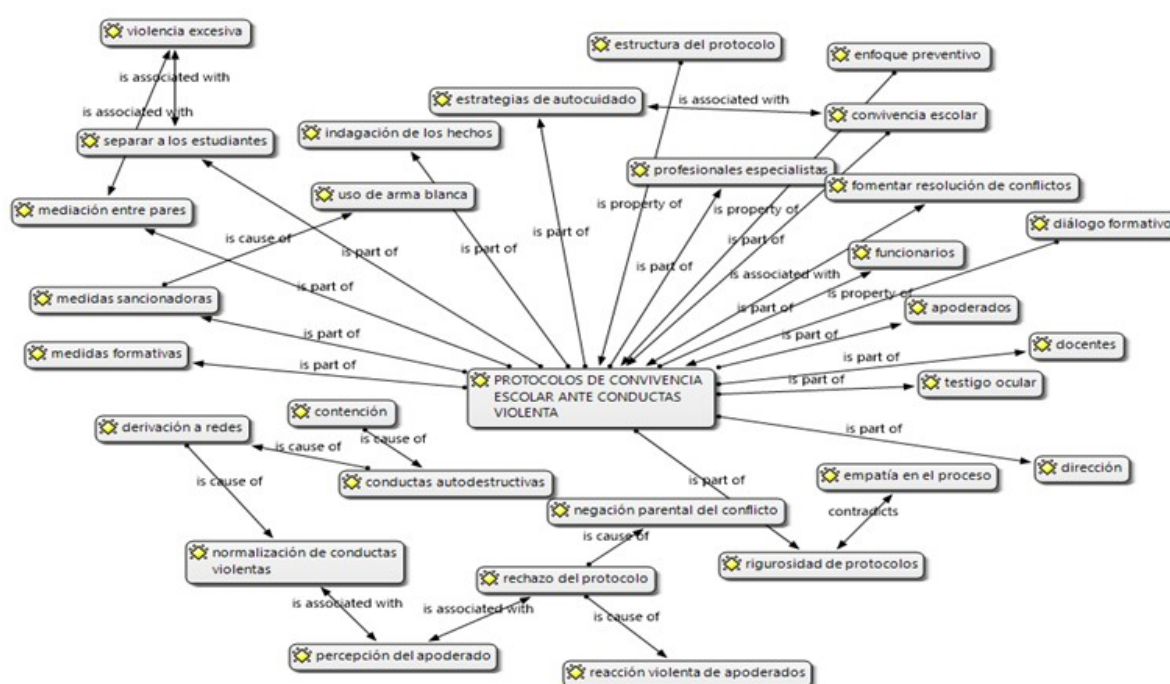 violencia excesiva
estructura del protocolo
enfoque preventivo
is associated with
estrategias de autocuidado
is associated with
convivencia escolar
is associated with
separar a los estudiantes
indagación de los hechos
profesionales especialistas
fomentar resolución de conflictos
uso de arma blanca
mediación entre pares
is property of
is property of
diálogo formativo
is cause of
is part of
is part of
is part of
is part of
funcionarios
is associated with
is part of
is part of
is property of
medidas sancionadoras
apoderados
is part of
medidas formativas
is part of
is part of
docentes
is part of
testigo ocular
PROTOCOLOS DE CONVIVENCIA
ESCOLAR ANTE CONDUCTAS
VIOLENTA
contención
derivación a redes
is cause of
is cause of
is part of
dirección
conductas autodestructivas
is part of
empatía en el proceso
is cause of
negación parental del conflicto
contradicts
is cause of
normalización de conductas
violentas
rechazo del protocolo
rigurosidad de protocolos
is associated with
is associated with
is cause of
percepción del apoderado
reacción violenta de apoderados